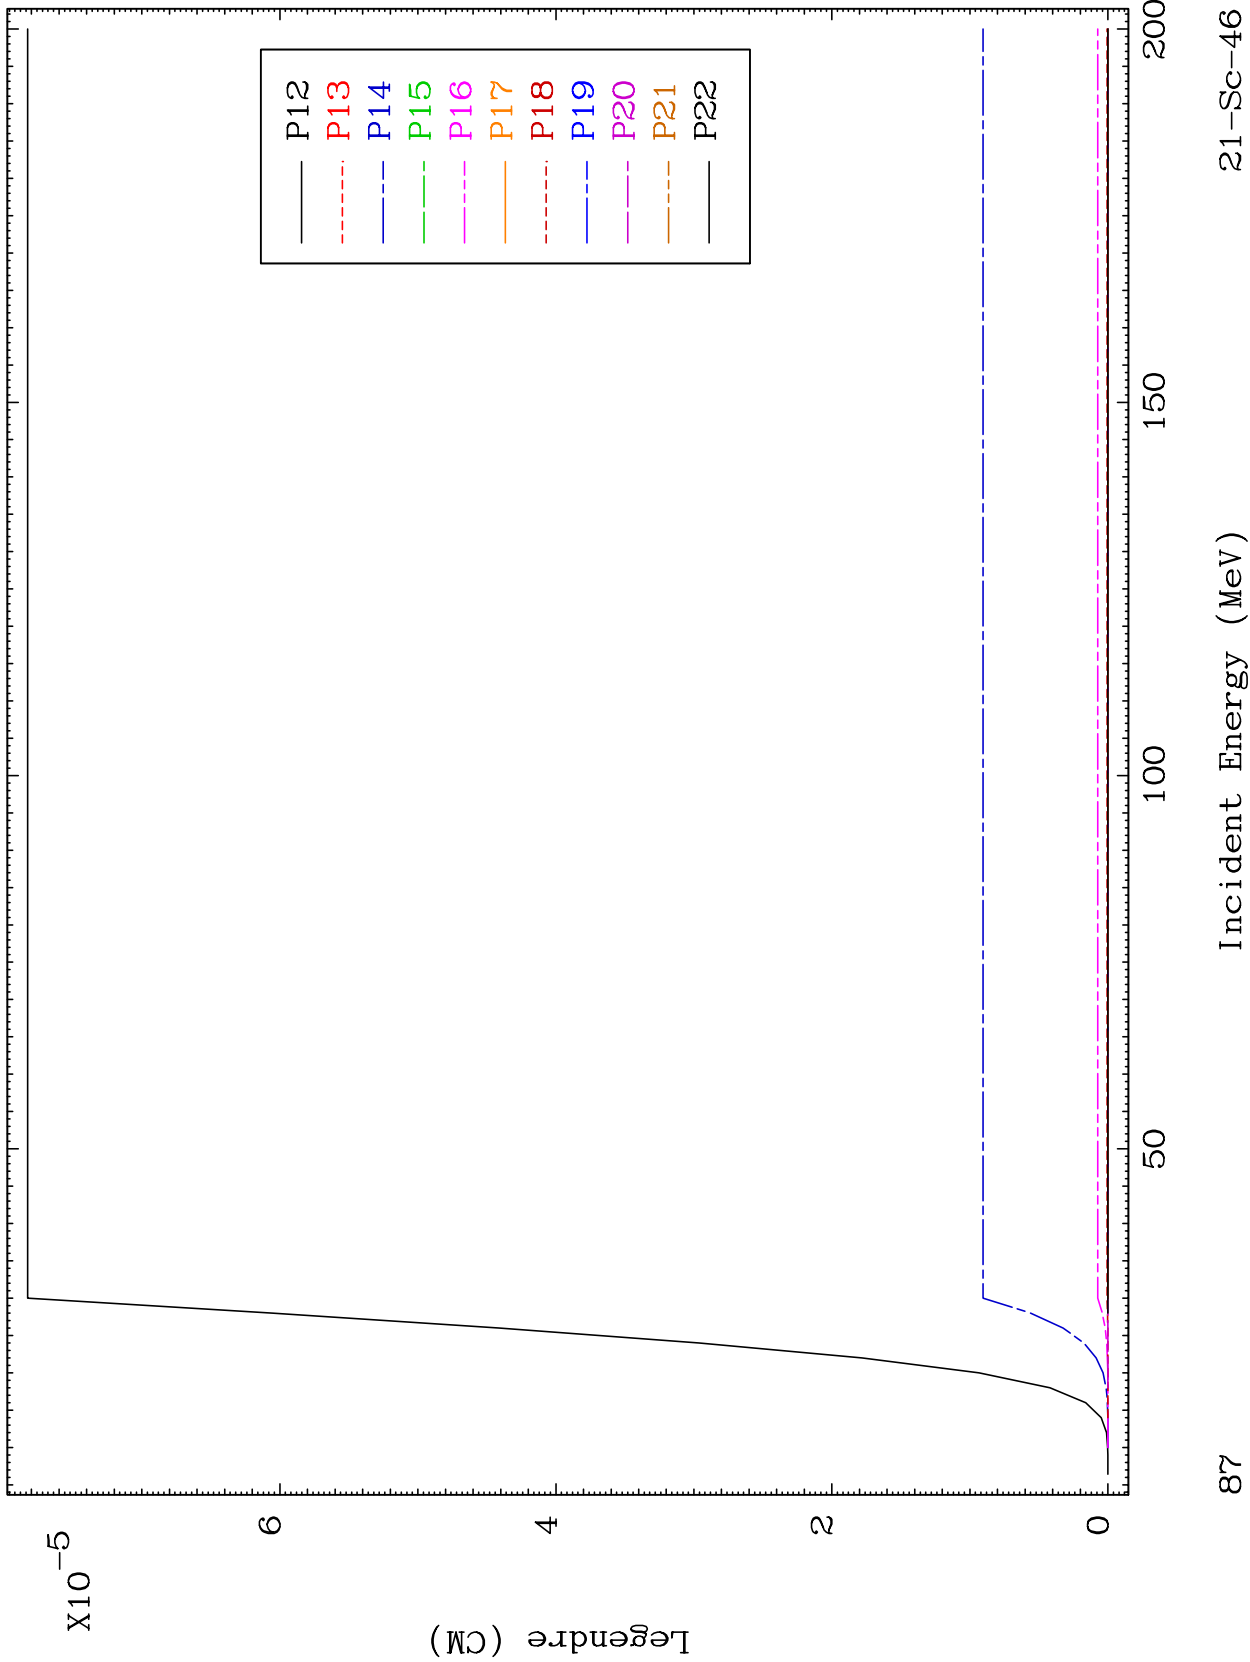 X10
-5
6
4
2
0
Legendre (CM)
P12
P13
P14
P15
P16
P17
P18
P19
P20
P21
P22
50
100
150
200
Incident Energy (MeV)
87
21-Sc-46